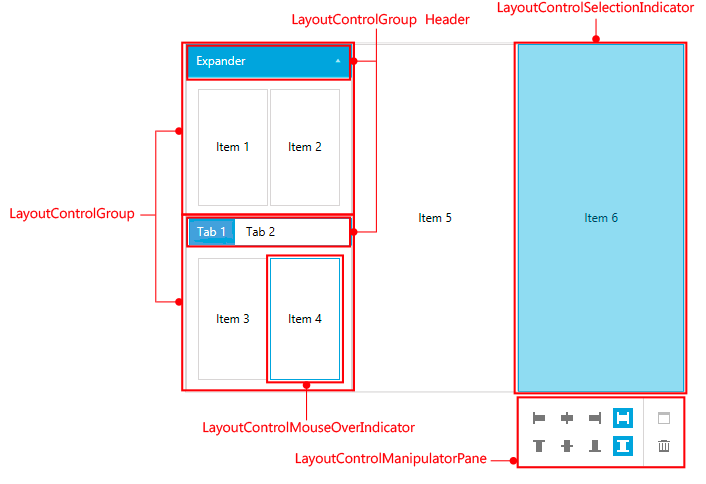 LayoutControlSelectionIndicator
LayoutControlGroup Header
Expander
Item 1
Item 2
Item 5
Item 6
LayoutControlGroup
Tab 1
Tab 2
Item 3
Item 4
LayoutControlMouseOverIndicator
LayoutControlManipulatorPane